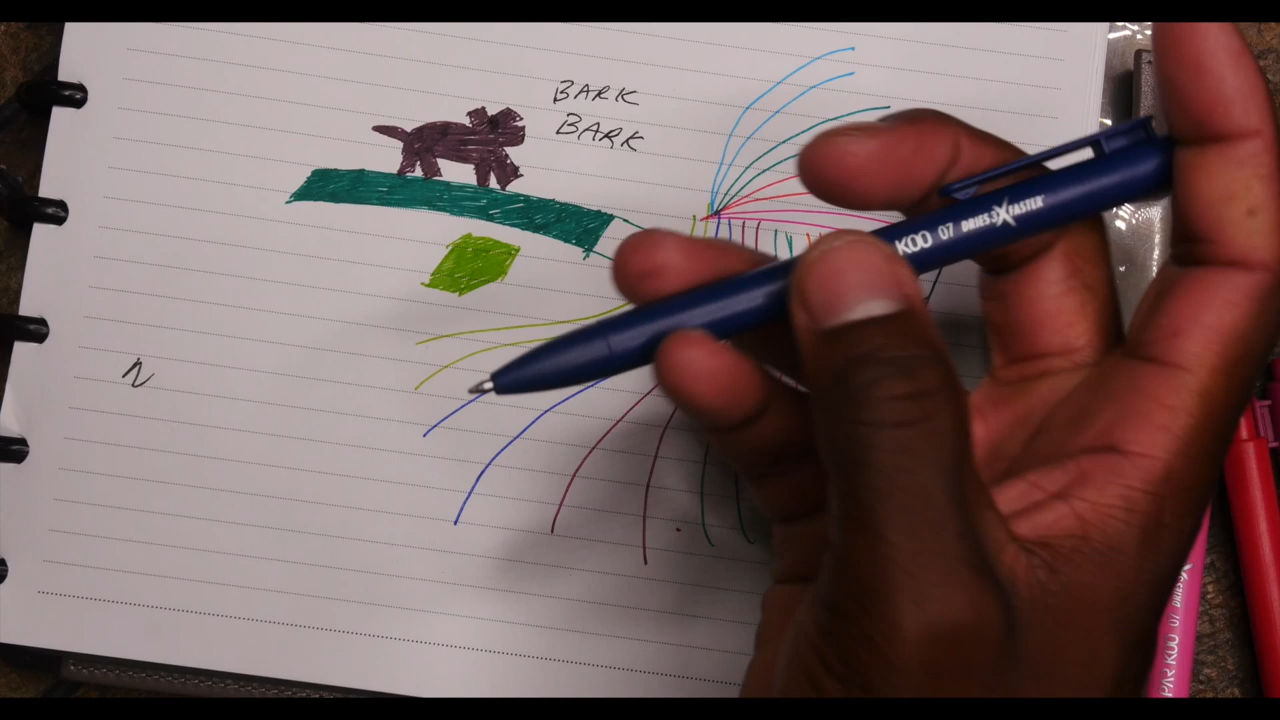 BARK
BARK
KOO 07 DRIES 3X FASTER
N
PAR KOO 07 DRIES 3X